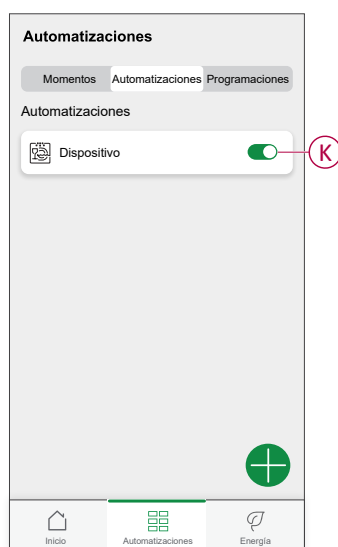 Automatizaciones
Momentos Automatizaciones Programaciones
Automatizaciones
Dispositivo
K
Inicio Automatizaciones Energía